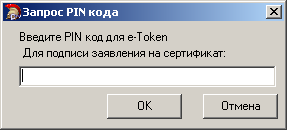 Запрос PIN кода
Введите PIN код для e-Token
Для подписи заявления на сертификат:
OK
Отмена